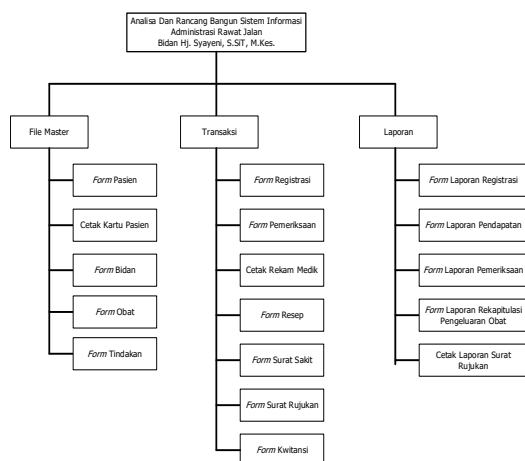 Analisa Dan Rancang Bangun Sistem Informasi
Administrasi Rawat Jalan
Bidan Hj. Syayeni, S.SiT, M.Kes.
File Master
Transaksi
Laporan
Form Pasien
Cetak Kartu Pasien
Form Bidan
Form Obat
Form Tindakan
Form Registrasi
Form Pemeriksaan
Cetak Rekam Medik
Form Resep
Form Surat Sakit
Form Surat Rujukan
Form Kwitansi
Form Laporan Registrasi
Form Laporan Pendapatan
Form Laporan Pemeriksaan
Form Laporan Rekapitulasi
Pengeluaran Obat
Cetak Laporan Surat
Rujukan